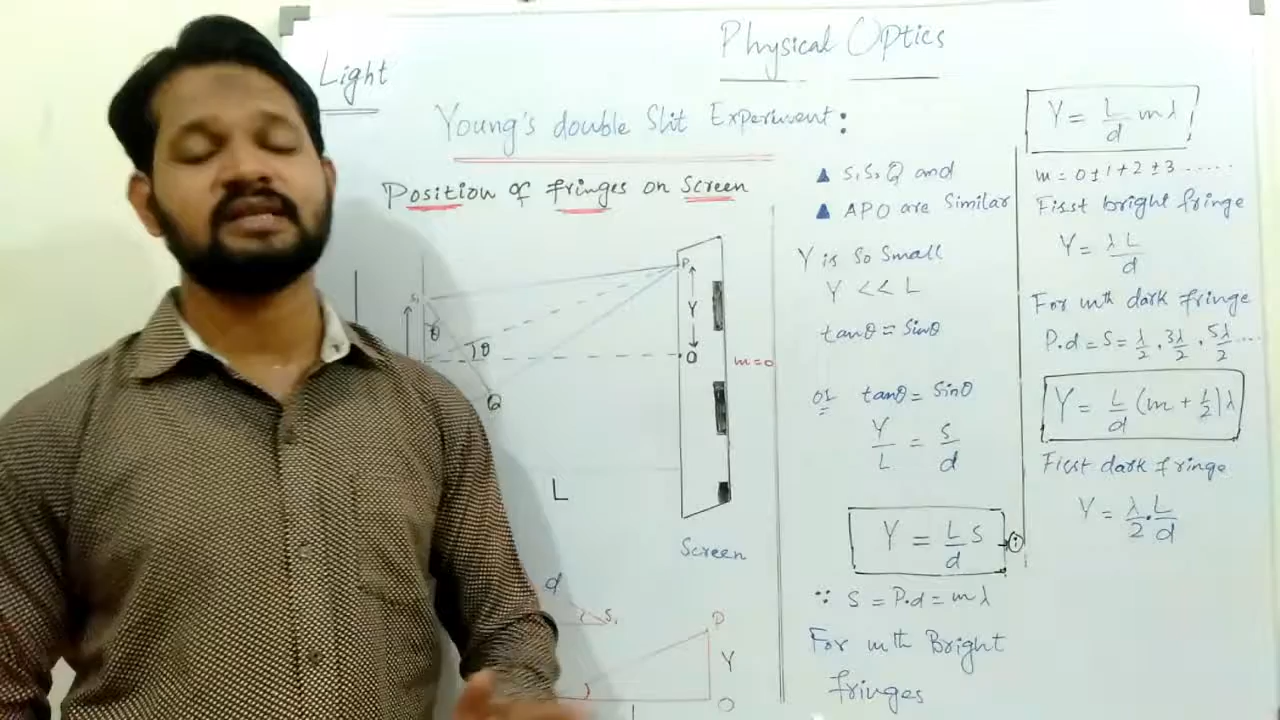 Light
Physical Optics
Young's double Slit Experiment:
Position of fringes on Screen
S₁
θ
θ
Q
P
Y
O
m=0
L
Screen
d
S₁
P
Y
O
▲ S₁S₂Q and
▲ APO are Similar
Y is so Small
Y << L
tanθ = Sinθ
or tanθ = Sinθ
Y/L = S/d
Y = L/d S
∵ S = P.d = mλ
For mth Bright
fringes
Y = L/d mλ
m = 0 ±1 +2 ±3 ......
First bright fringe
Y = λL/d
For mth dark fringe
P.d = S = λ/2, 3λ/2, 5λ/2 ...
Y = L/d (m + 1/2)λ
First dark fringe
Y = λ/2 . L/d